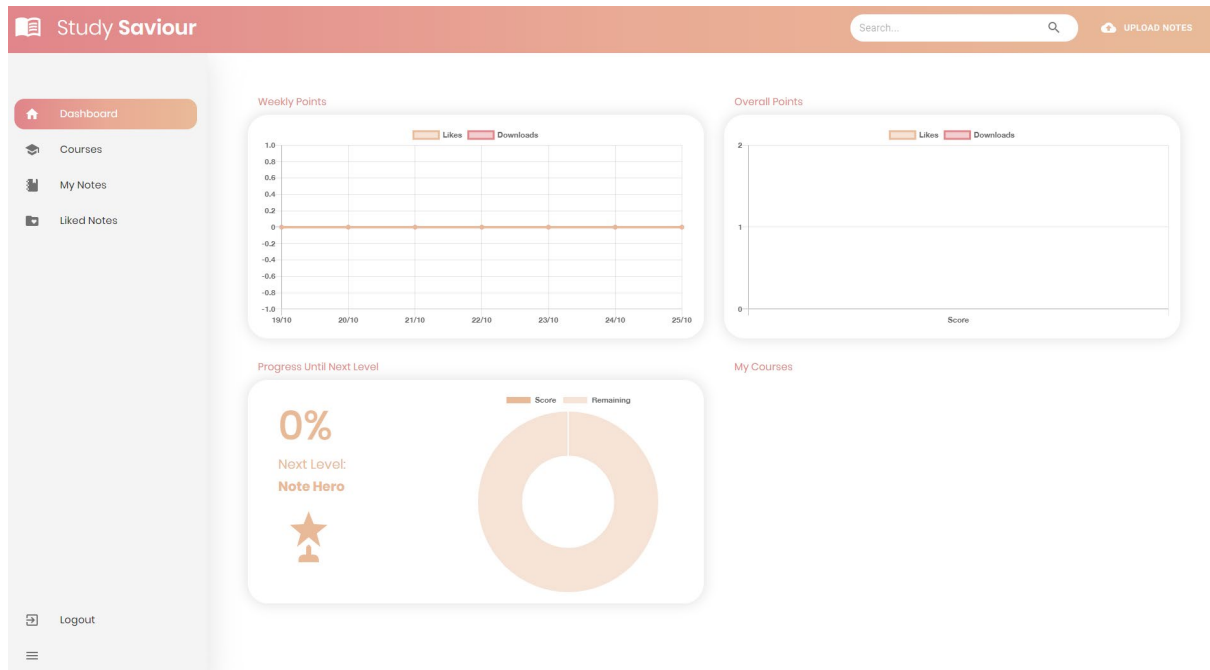 Study Saviour
Search...
UPLOAD NOTES
Dashboard
Courses
My Notes
Liked Notes
Logout
Weekly Points
Likes Downloads
1.0
0.8
0.6
0.4
0.2
0
-0.2
-0.4
-0.6
-0.8
-1.0
19/10 20/10 21/10 22/10 23/10 24/10 25/10
Overall Points
Likes Downloads
2
1
0
Score
Progress Until Next Level
0%
Next Level:
Note Hero
Score Remaining
My Courses